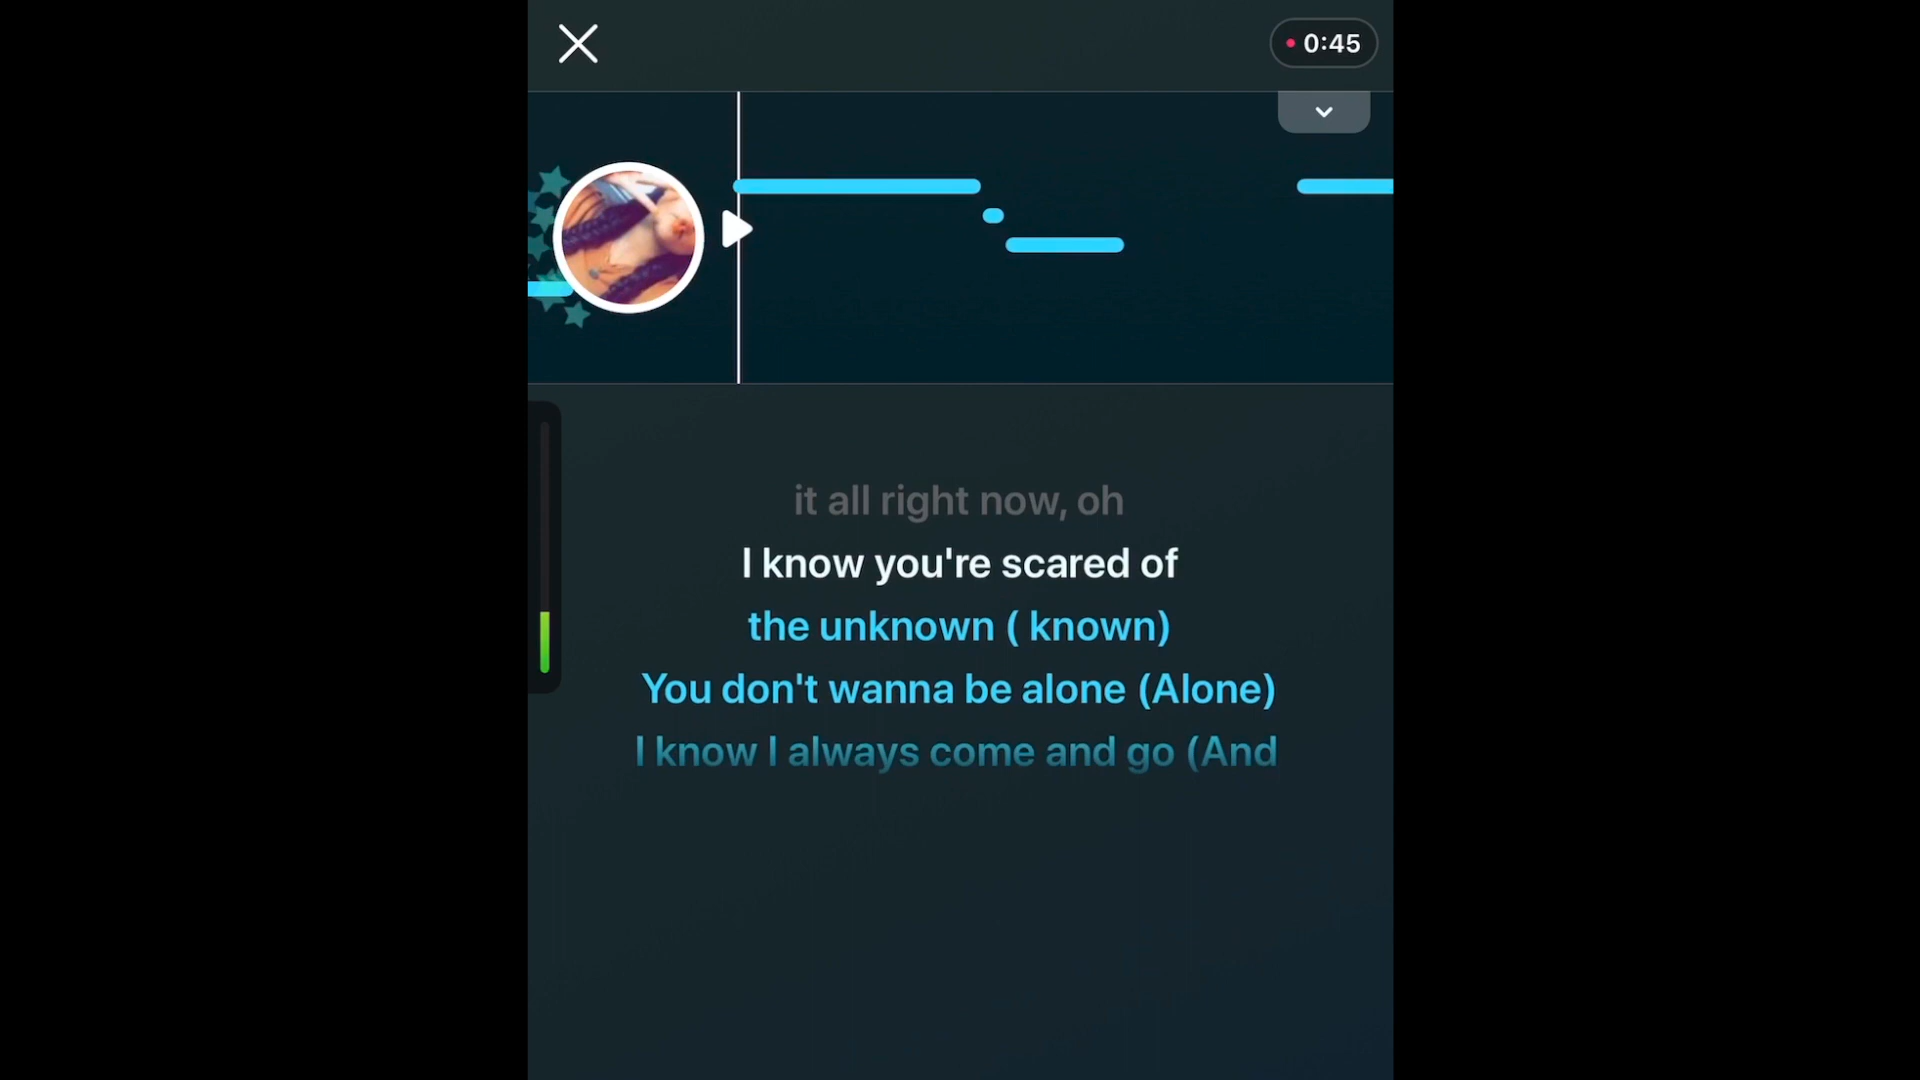 0:45
it all right now, oh
I know you're scared of
the unknown ( known)
You don't wanna be alone (Alone)
I know I always come and go (And